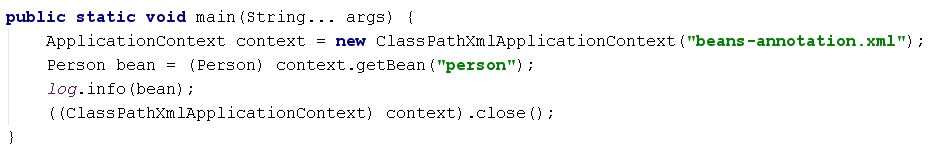 public static void main(String... args) {
    ApplicationContext context = new ClassPathXmlApplicationContext("beans-annotation.xml");
    Person bean = (Person) context.getBean("person");
    log.info(bean);
    ((ClassPathXmlApplicationContext) context).close();
}